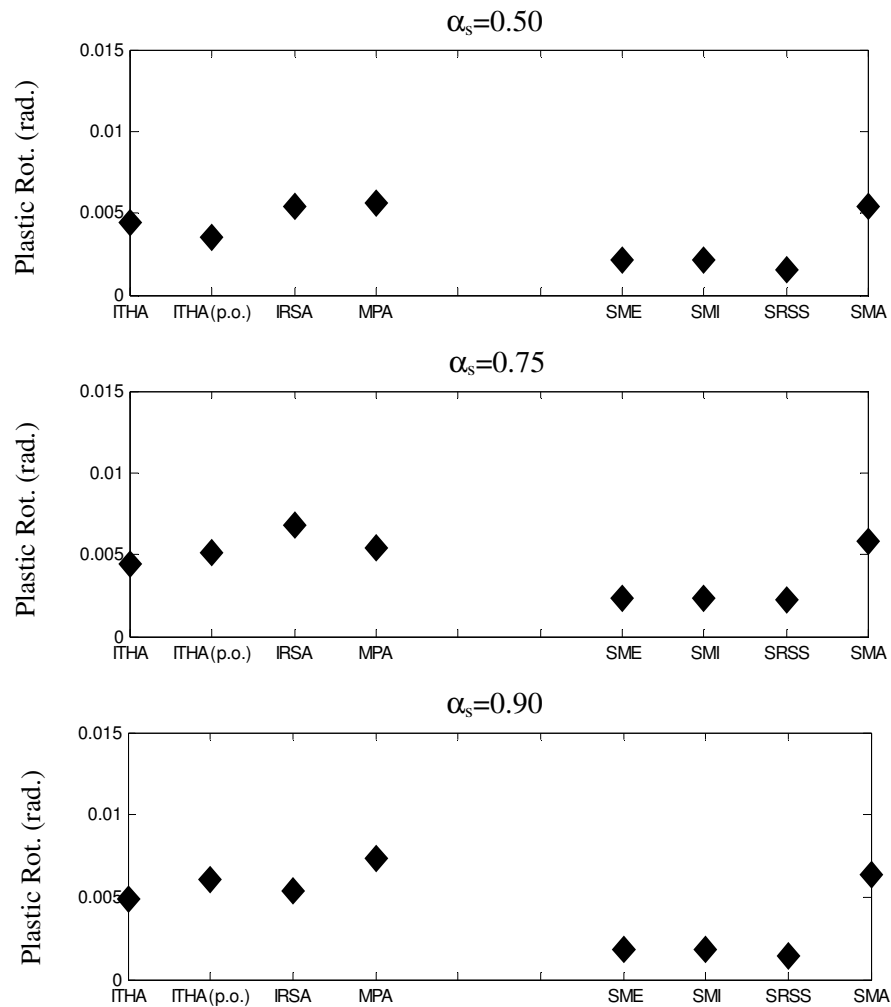 αs=0.50
Plastic Rot. (rad.)
0.015
0.01
0.005
0
ITHA ITHA(p.o.) IRSA MPA SME SMI SRSS SMA
αs=0.75
Plastic Rot. (rad.)
0.015
0.01
0.005
0
ITHA ITHA(p.o.) IRSA MPA SME SMI SRSS SMA
αs=0.90
Plastic Rot. (rad.)
0.015
0.01
0.005
0
ITHA ITHA(p.o.) IRSA MPA SME SMI SRSS SMA